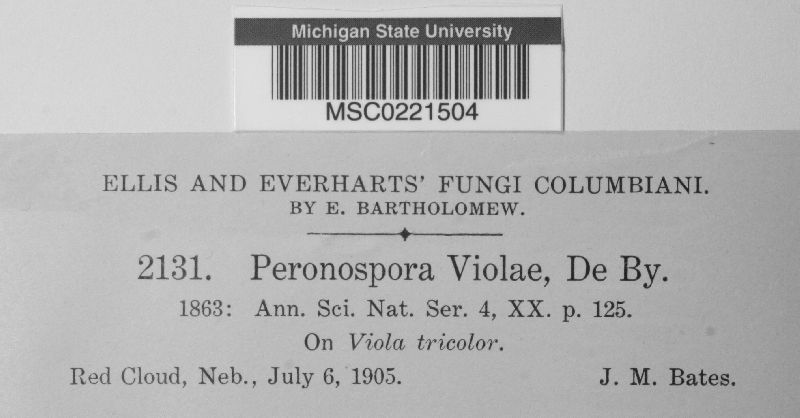 Michigan State University
MSC0221504
ELLIS AND EVERHARTS' FUNGI COLUMBIANI.
BY E. BARTHOLOMEW.
2131. Peronospora Violae, De By.
1863: Ann. Sci. Nat. Ser. 4, XX. p. 125.
On Viola tricolor.
Red Cloud, Neb., July 6, 1905. J. M. Bates.